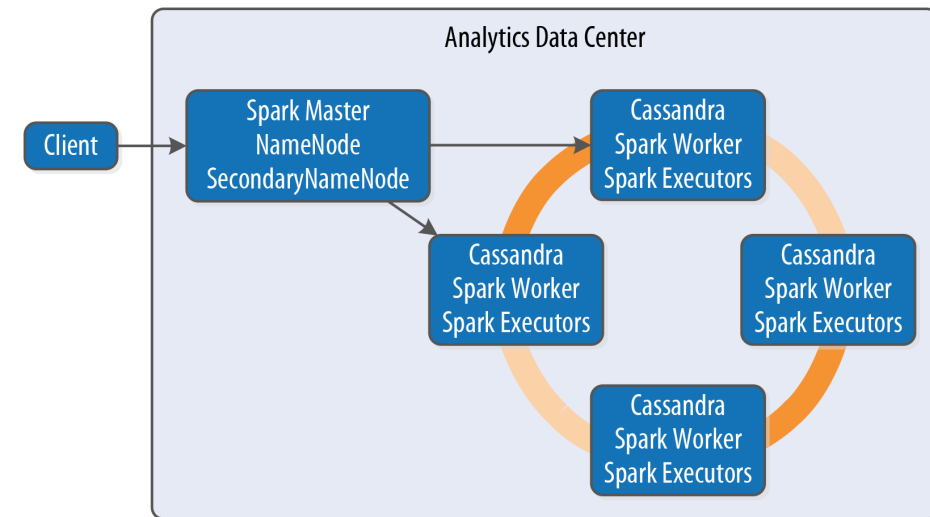 Analytics Data Center
Client
Spark Master
NameNode
SecondaryNameNode
Cassandra
Spark Worker
Spark Executors
Cassandra
Spark Worker
Spark Executors
Cassandra
Spark Worker
Spark Executors
Cassandra
Spark Worker
Spark Executors